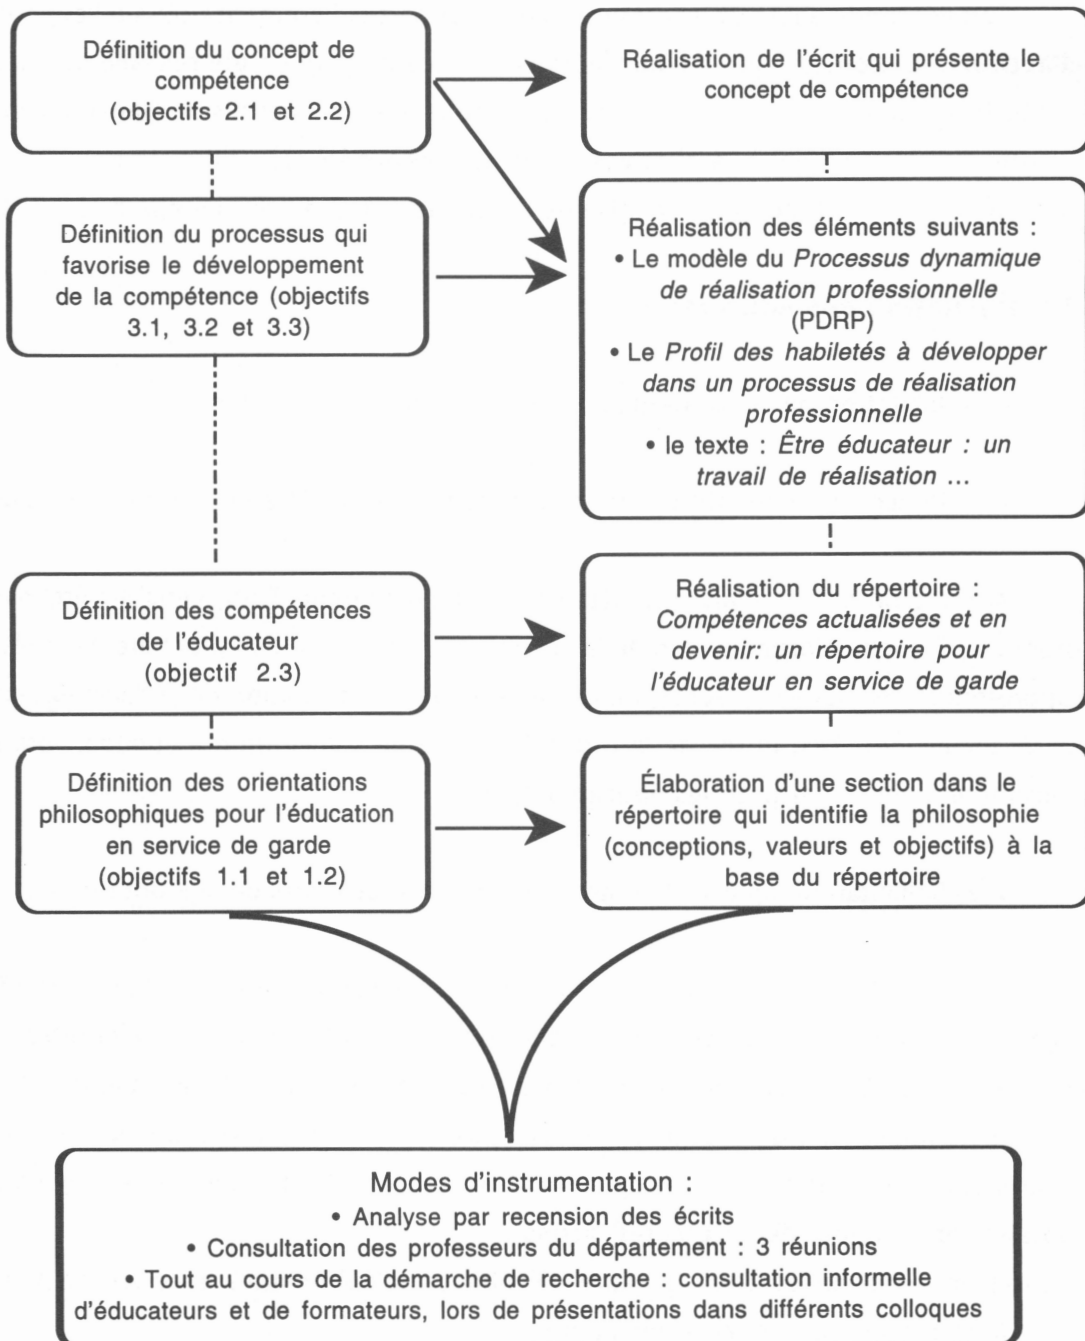 Définition du concept de
compétence
(objectifs 2.1 et 2.2)
Réalisation de l'écrit qui présente le
concept de compétence
Définition du processus qui
favorise le développement
de la compétence (objectifs
3.1, 3.2 et 3.3)
Réalisation des éléments suivants :
• Le modèle du Processus dynamique
de réalisation professionnelle
(PDRP)
• Le Profil des habiletés à développer
dans un processus de réalisation
professionnelle
• le texte : Être éducateur : un
travail de réalisation ...
Définition des compétences
de l'éducateur
(objectif 2.3)
Réalisation du répertoire :
Compétences actualisées et en
devenir: un répertoire pour
l'éducateur en service de garde
Définition des orientations
philosophiques pour l'éducation
en service de garde
(objectifs 1.1 et 1.2)
Élaboration d'une section dans le
répertoire qui identifie la philosophie
(conceptions, valeurs et objectifs) à la
base du répertoire
Modes d'instrumentation :
• Analyse par recension des écrits
• Consultation des professeurs du département : 3 réunions
• Tout au cours de la démarche de recherche : consultation informelle
d'éducateurs et de formateurs, lors de présentations dans différents colloques